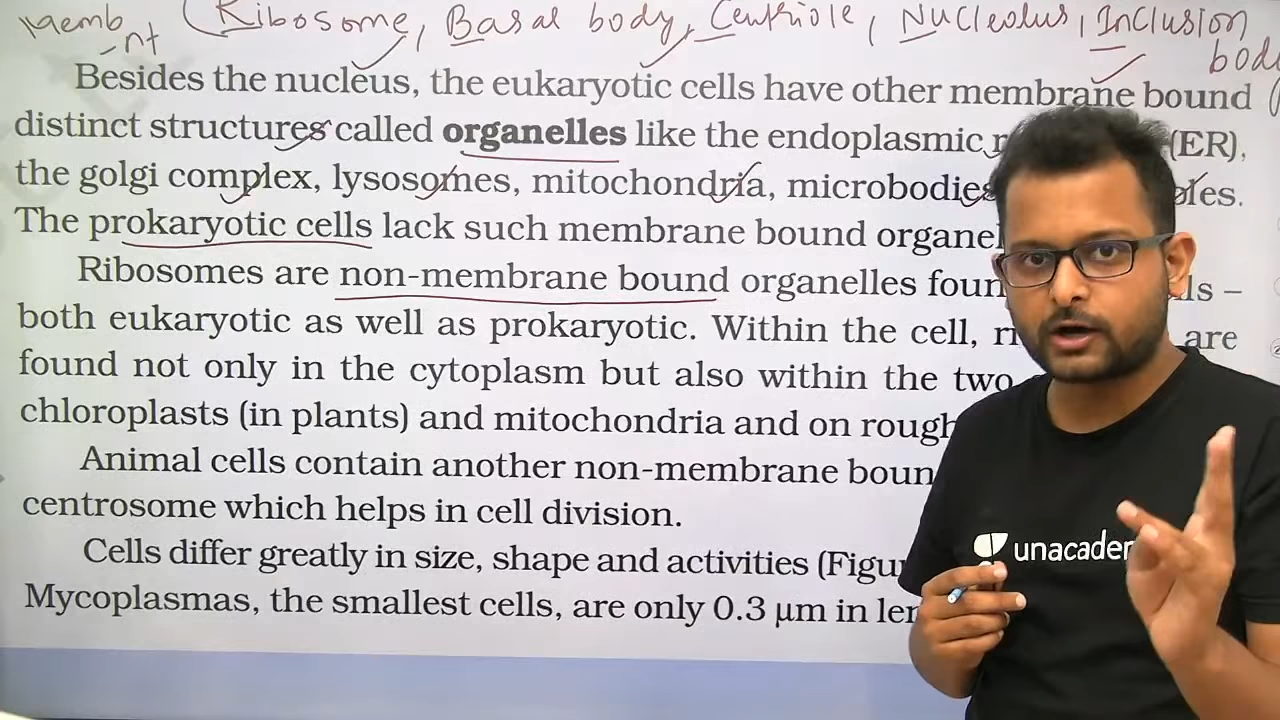 (Ribosome, Basal body, Centriole, Nucleolus, Inclusion
Besides the nucleus, the eukaryotic cells have other membrane bound
distinct structures called organelles like the endoplasmic (ER),
the golgi complex, lysosomes, mitochondria, microbodies
The prokaryotic cells lack such membrane bound
Ribosomes are non-membrane bound organelles –
both eukaryotic as well as prokaryotic. Within the cell, are
found not only in the cytoplasm but also within the two
chloroplasts (in plants) and mitochondria and on rough
Animal cells contain another non-membrane
centrosome which helps in cell division.
Cells differ greatly in size, shape and activities
Mycoplasmas, the smallest cells, are only 0.3 µm in